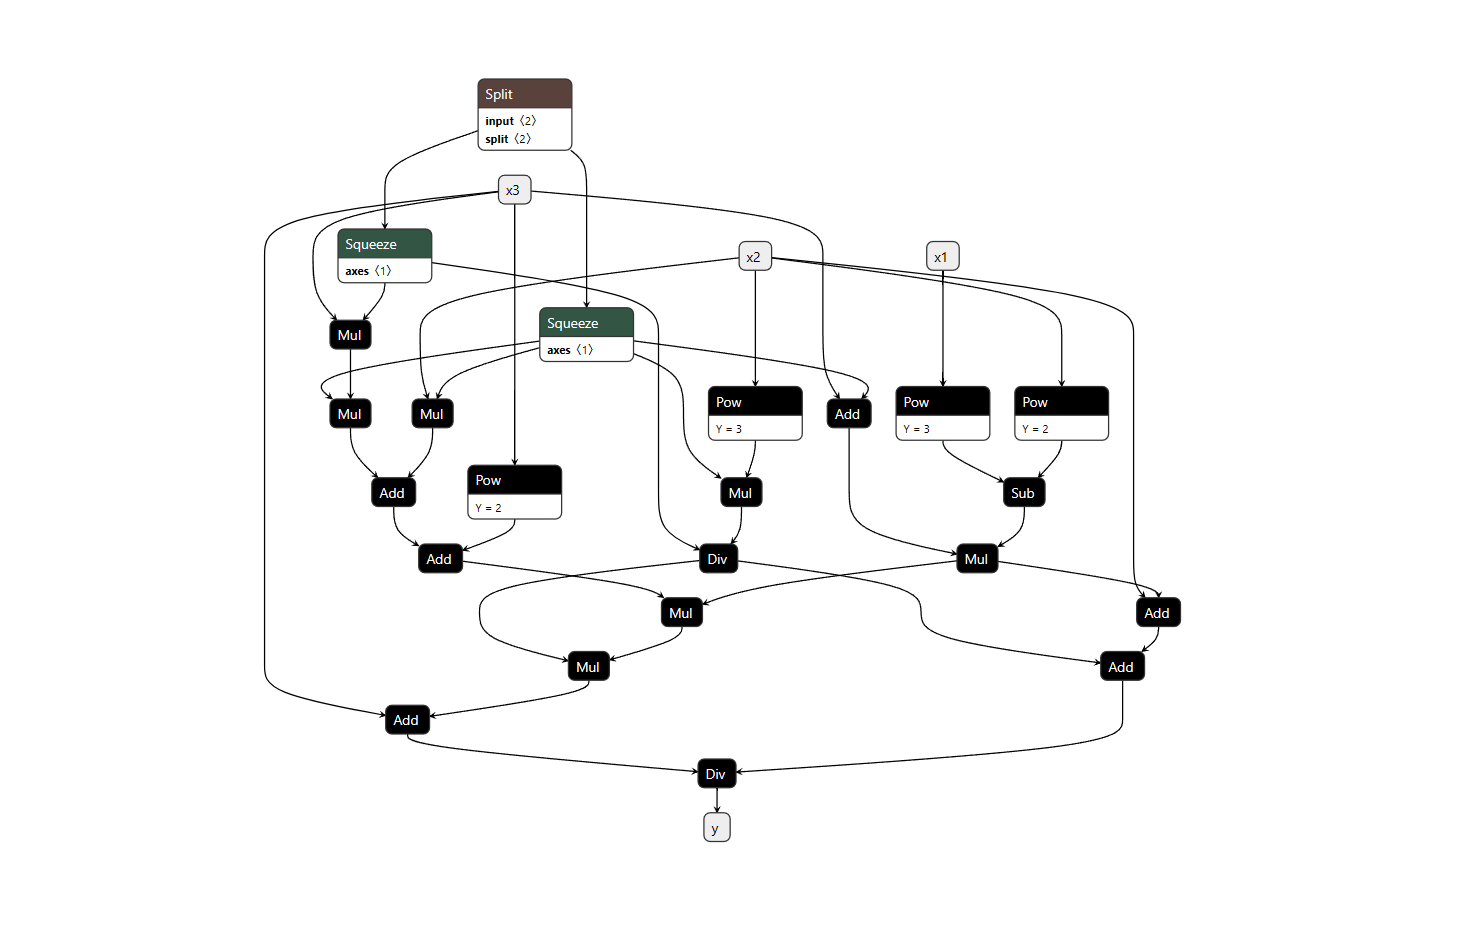 Split
input 〈2〉
split 〈2〉
x3
Squeeze
axes 〈1〉
x2
x1
Squeeze
axes 〈1〉
Mul
Mul
Mul
Pow
Y = 3
Add
Pow
Y = 3
Pow
Y = 2
Add
Pow
Y = 2
Mul
Sub
Add
Div
Mul
Mul
Add
Mul
Add
Add
Div
y